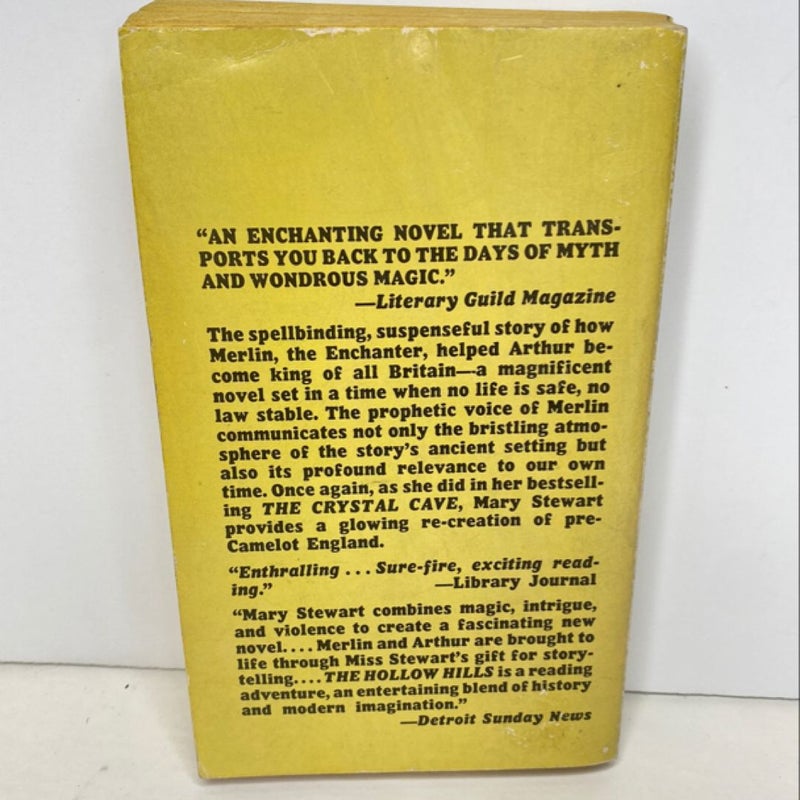 “AN ENCHANTING NOVEL THAT TRANS-
PORTS YOU BACK TO THE DAYS OF MYTH
AND WONDROUS MAGIC.”
—Literary Guild Magazine
The spellbinding, suspenseful story of how
Merlin, the Enchanter, helped Arthur be-
come king of all Britain—a magnificent
novel set in a time when no life is safe, no
law stable. The prophetic voice of Merlin
communicates not only the bristling atmo-
sphere of the story’s ancient setting but
also its profound relevance to our own
time. Once again, as she did in her bestsell-
ing THE CRYSTAL CAVE, Mary Stewart
provides a glowing re-creation of pre-
Camelot England.
“Enthralling . . . Sure-fire, exciting read-
ing.” —Library Journal
“Mary Stewart combines magic, intrigue,
and violence to create a fascinating new
novel. . . . Merlin and Arthur are brought to
life through Miss Stewart’s gift for story-
telling. . . . THE HOLLOW HILLS is a reading
adventure, an entertaining blend of history
and modern imagination.”
—Detroit Sunday News